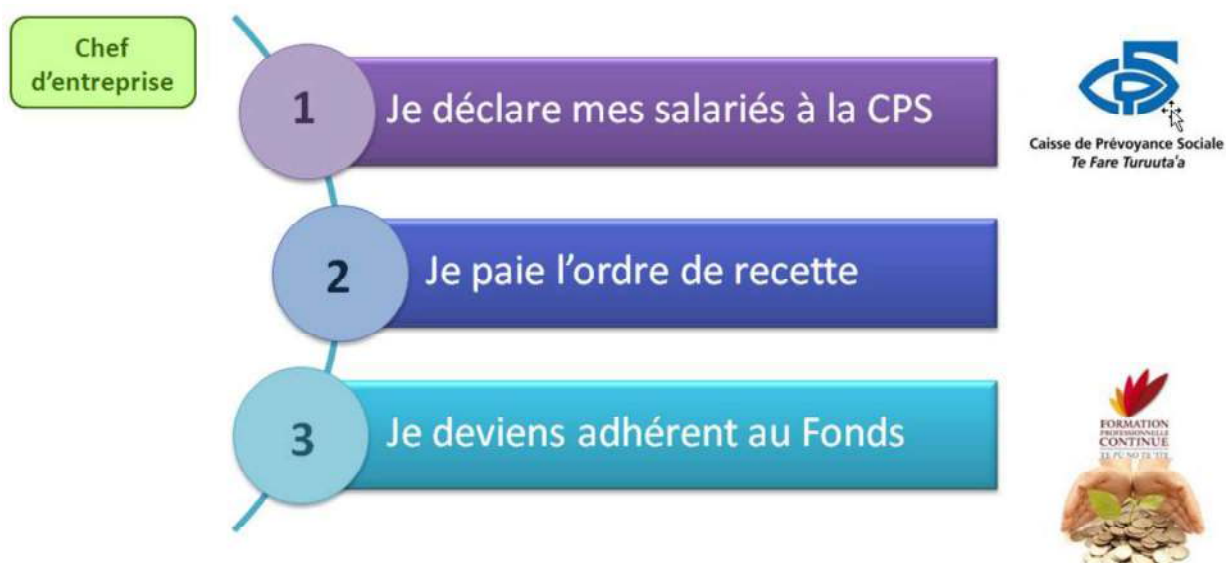 Chef
d'entreprise
1
Je déclare mes salariés à la CPS
Caisse de Prévoyance Sociale
Te Fare Turuuta'a
2
Je paie l'ordre de recette
3
Je deviens adhérent au Fonds
FORMATION
PROFESSIONNELLE
CONTINUE